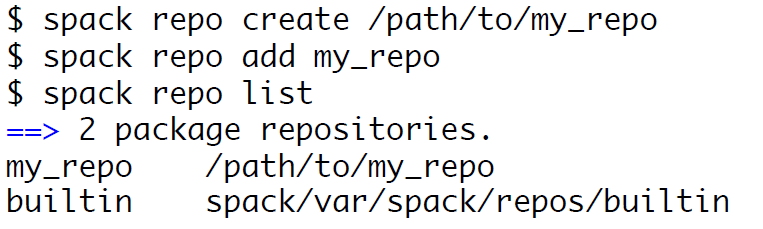 $ spack repo create /path/to/my_repo
$ spack repo add my_repo
$ spack repo list
==> 2 package repositories.
my_repo    /path/to/my_repo
builtin    spack/var/spack/repos/builtin